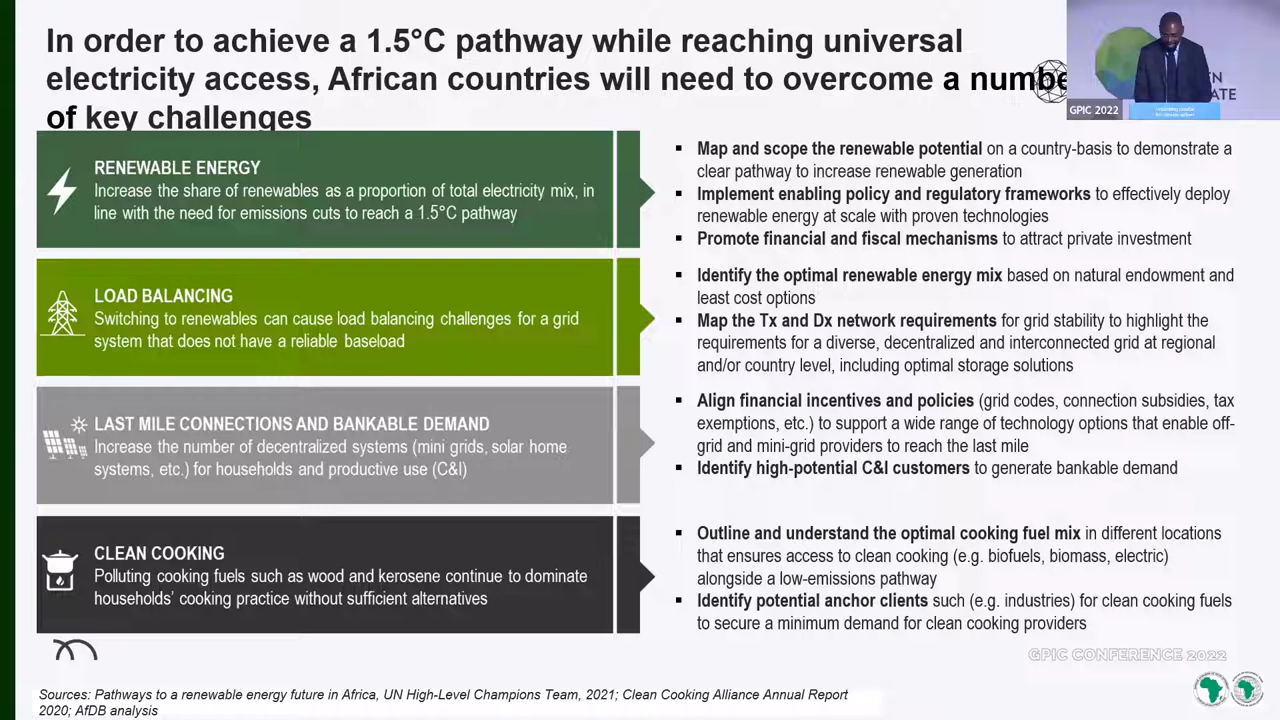 In order to achieve a 1.5°C pathway while reaching universal
electricity access, African countries will need to overcome a numbe
of key challenges
GPIC 2022
RENEWABLE ENERGY
Increase the share of renewables as a proportion of total electricity mix, in
line with the need for emissions cuts to reach a 1.5°C pathway
▪ Map and scope the renewable potential on a country-basis to demonstrate a
clear pathway to increase renewable generation
▪ Implement enabling policy and regulatory frameworks to effectively deploy
renewable energy at scale with proven technologies
▪ Promote financial and fiscal mechanisms to attract private investment
LOAD BALANCING
Switching to renewables can cause load balancing challenges for a grid
system that does not have a reliable baseload
▪ Identify the optimal renewable energy mix based on natural endowment and
least cost options
▪ Map the Tx and Dx network requirements for grid stability to highlight the
requirements for a diverse, decentralized and interconnected grid at regional
and/or country level, including optimal storage solutions
LAST MILE CONNECTIONS AND BANKABLE DEMAND
Increase the number of decentralized systems (mini grids, solar home
systems, etc.) for households and productive use (C&I)
▪ Align financial incentives and policies (grid codes, connection subsidies, tax
exemptions, etc.) to support a wide range of technology options that enable off-
grid and mini-grid providers to reach the last mile
▪ Identify high-potential C&I customers to generate bankable demand
CLEAN COOKING
Polluting cooking fuels such as wood and kerosene continue to dominate
households' cooking practice without sufficient alternatives
▪ Outline and understand the optimal cooking fuel mix in different locations
that ensures access to clean cooking (e.g. biofuels, biomass, electric)
alongside a low-emissions pathway
▪ Identify potential anchor clients such (e.g. industries) for clean cooking fuels
to secure a minimum demand for clean cooking providers
GPIC CONFERENCE 2022
Sources: Pathways to a renewable energy future in Africa, UN High-Level Champions Team, 2021; Clean Cooking Alliance Annual Report
2020; AfDB analysis